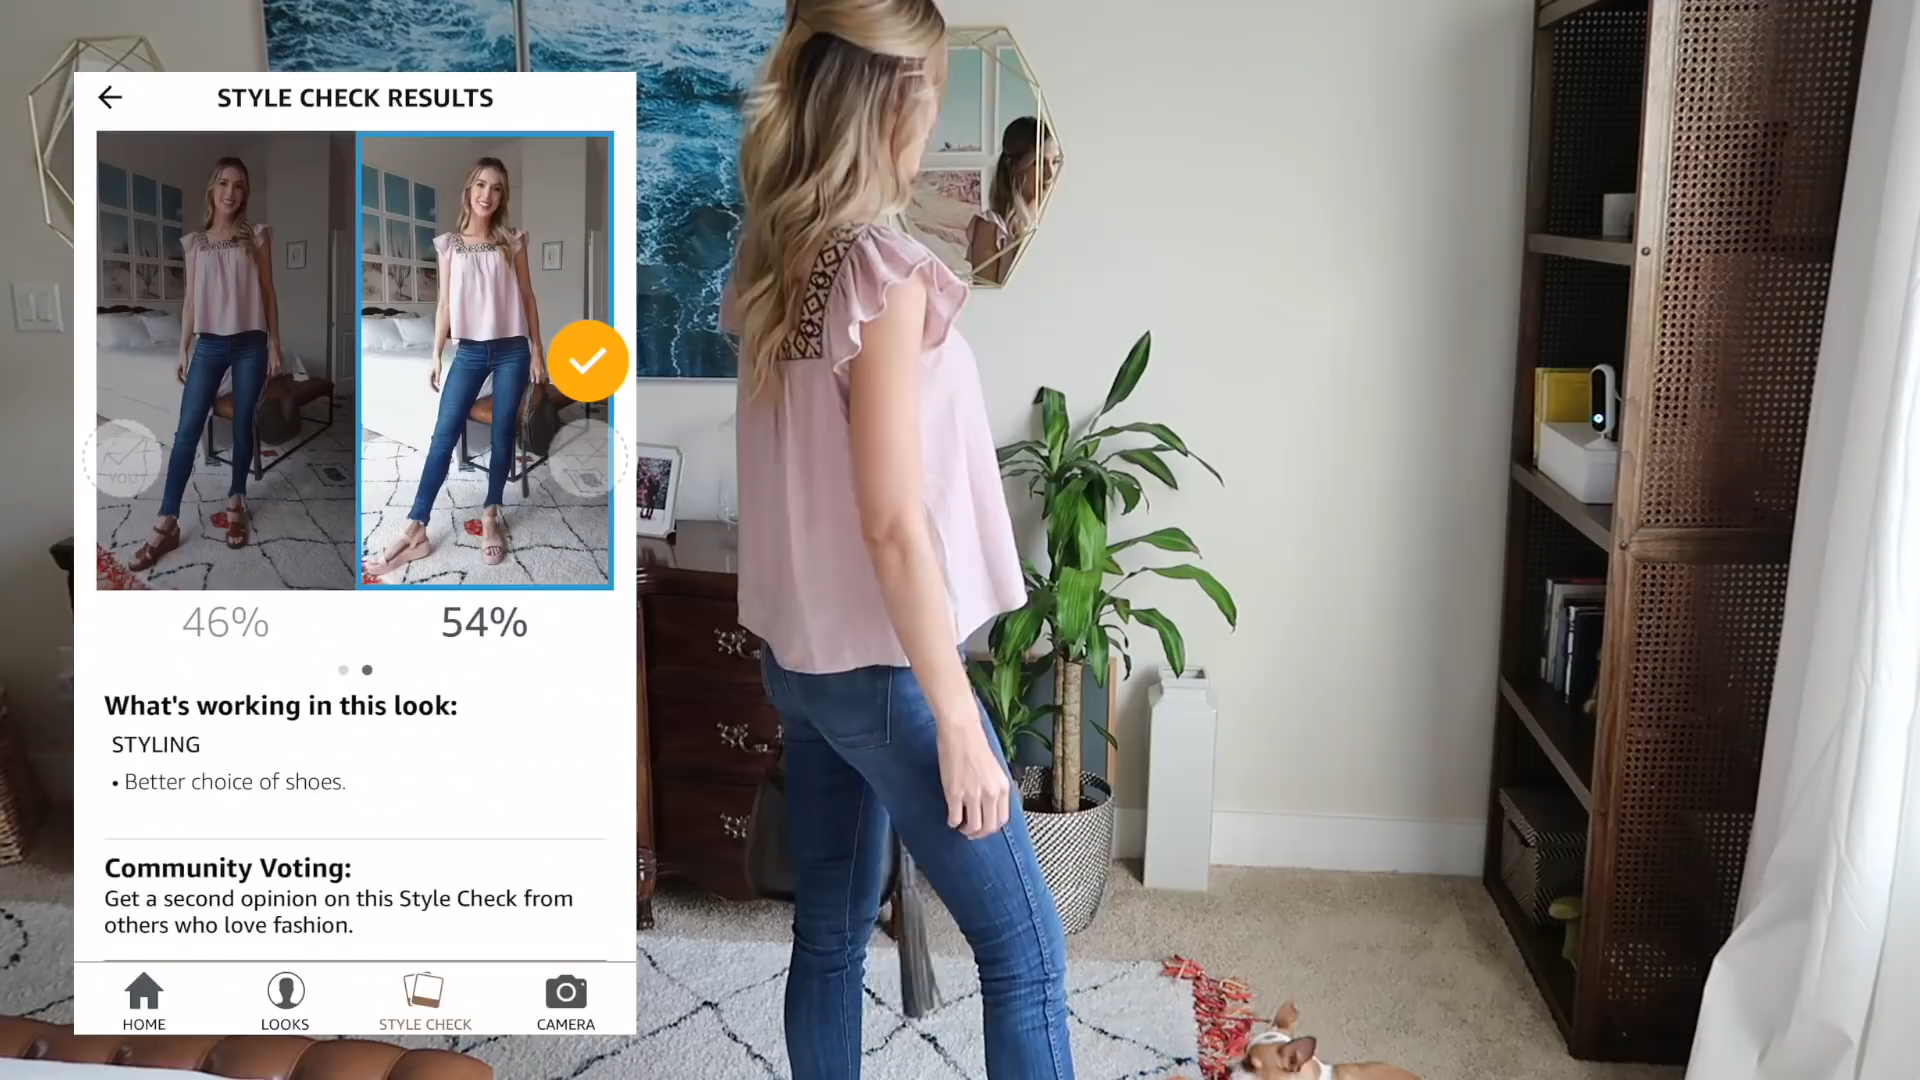 STYLE CHECK RESULTS
YOU
46%
54%
What's working in this look:
STYLING
• Better choice of shoes.
Community Voting:
Get a second opinion on this Style Check from
others who love fashion.
HOME
LOOKS
STYLE CHECK
CAMERA